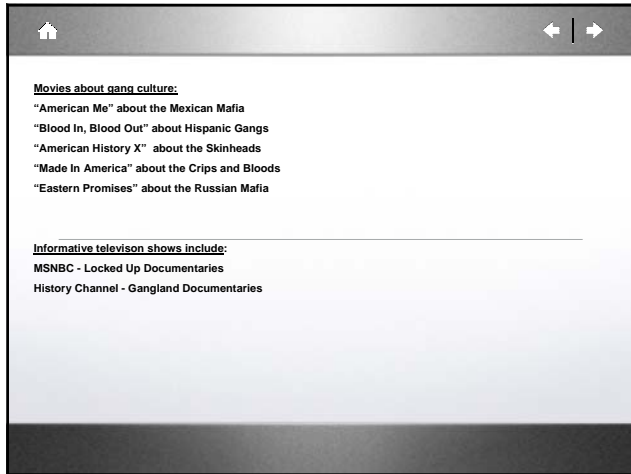 Movies about gang culture:
“American Me” about the Mexican Mafia
“Blood In, Blood Out” about Hispanic Gangs
“American History X”  about the Skinheads
“Made In America” about the Crips and Bloods
“Eastern Promises” about the Russian Mafia
Informative televison shows include:
MSNBC - Locked Up Documentaries
History Channel - Gangland Documentaries